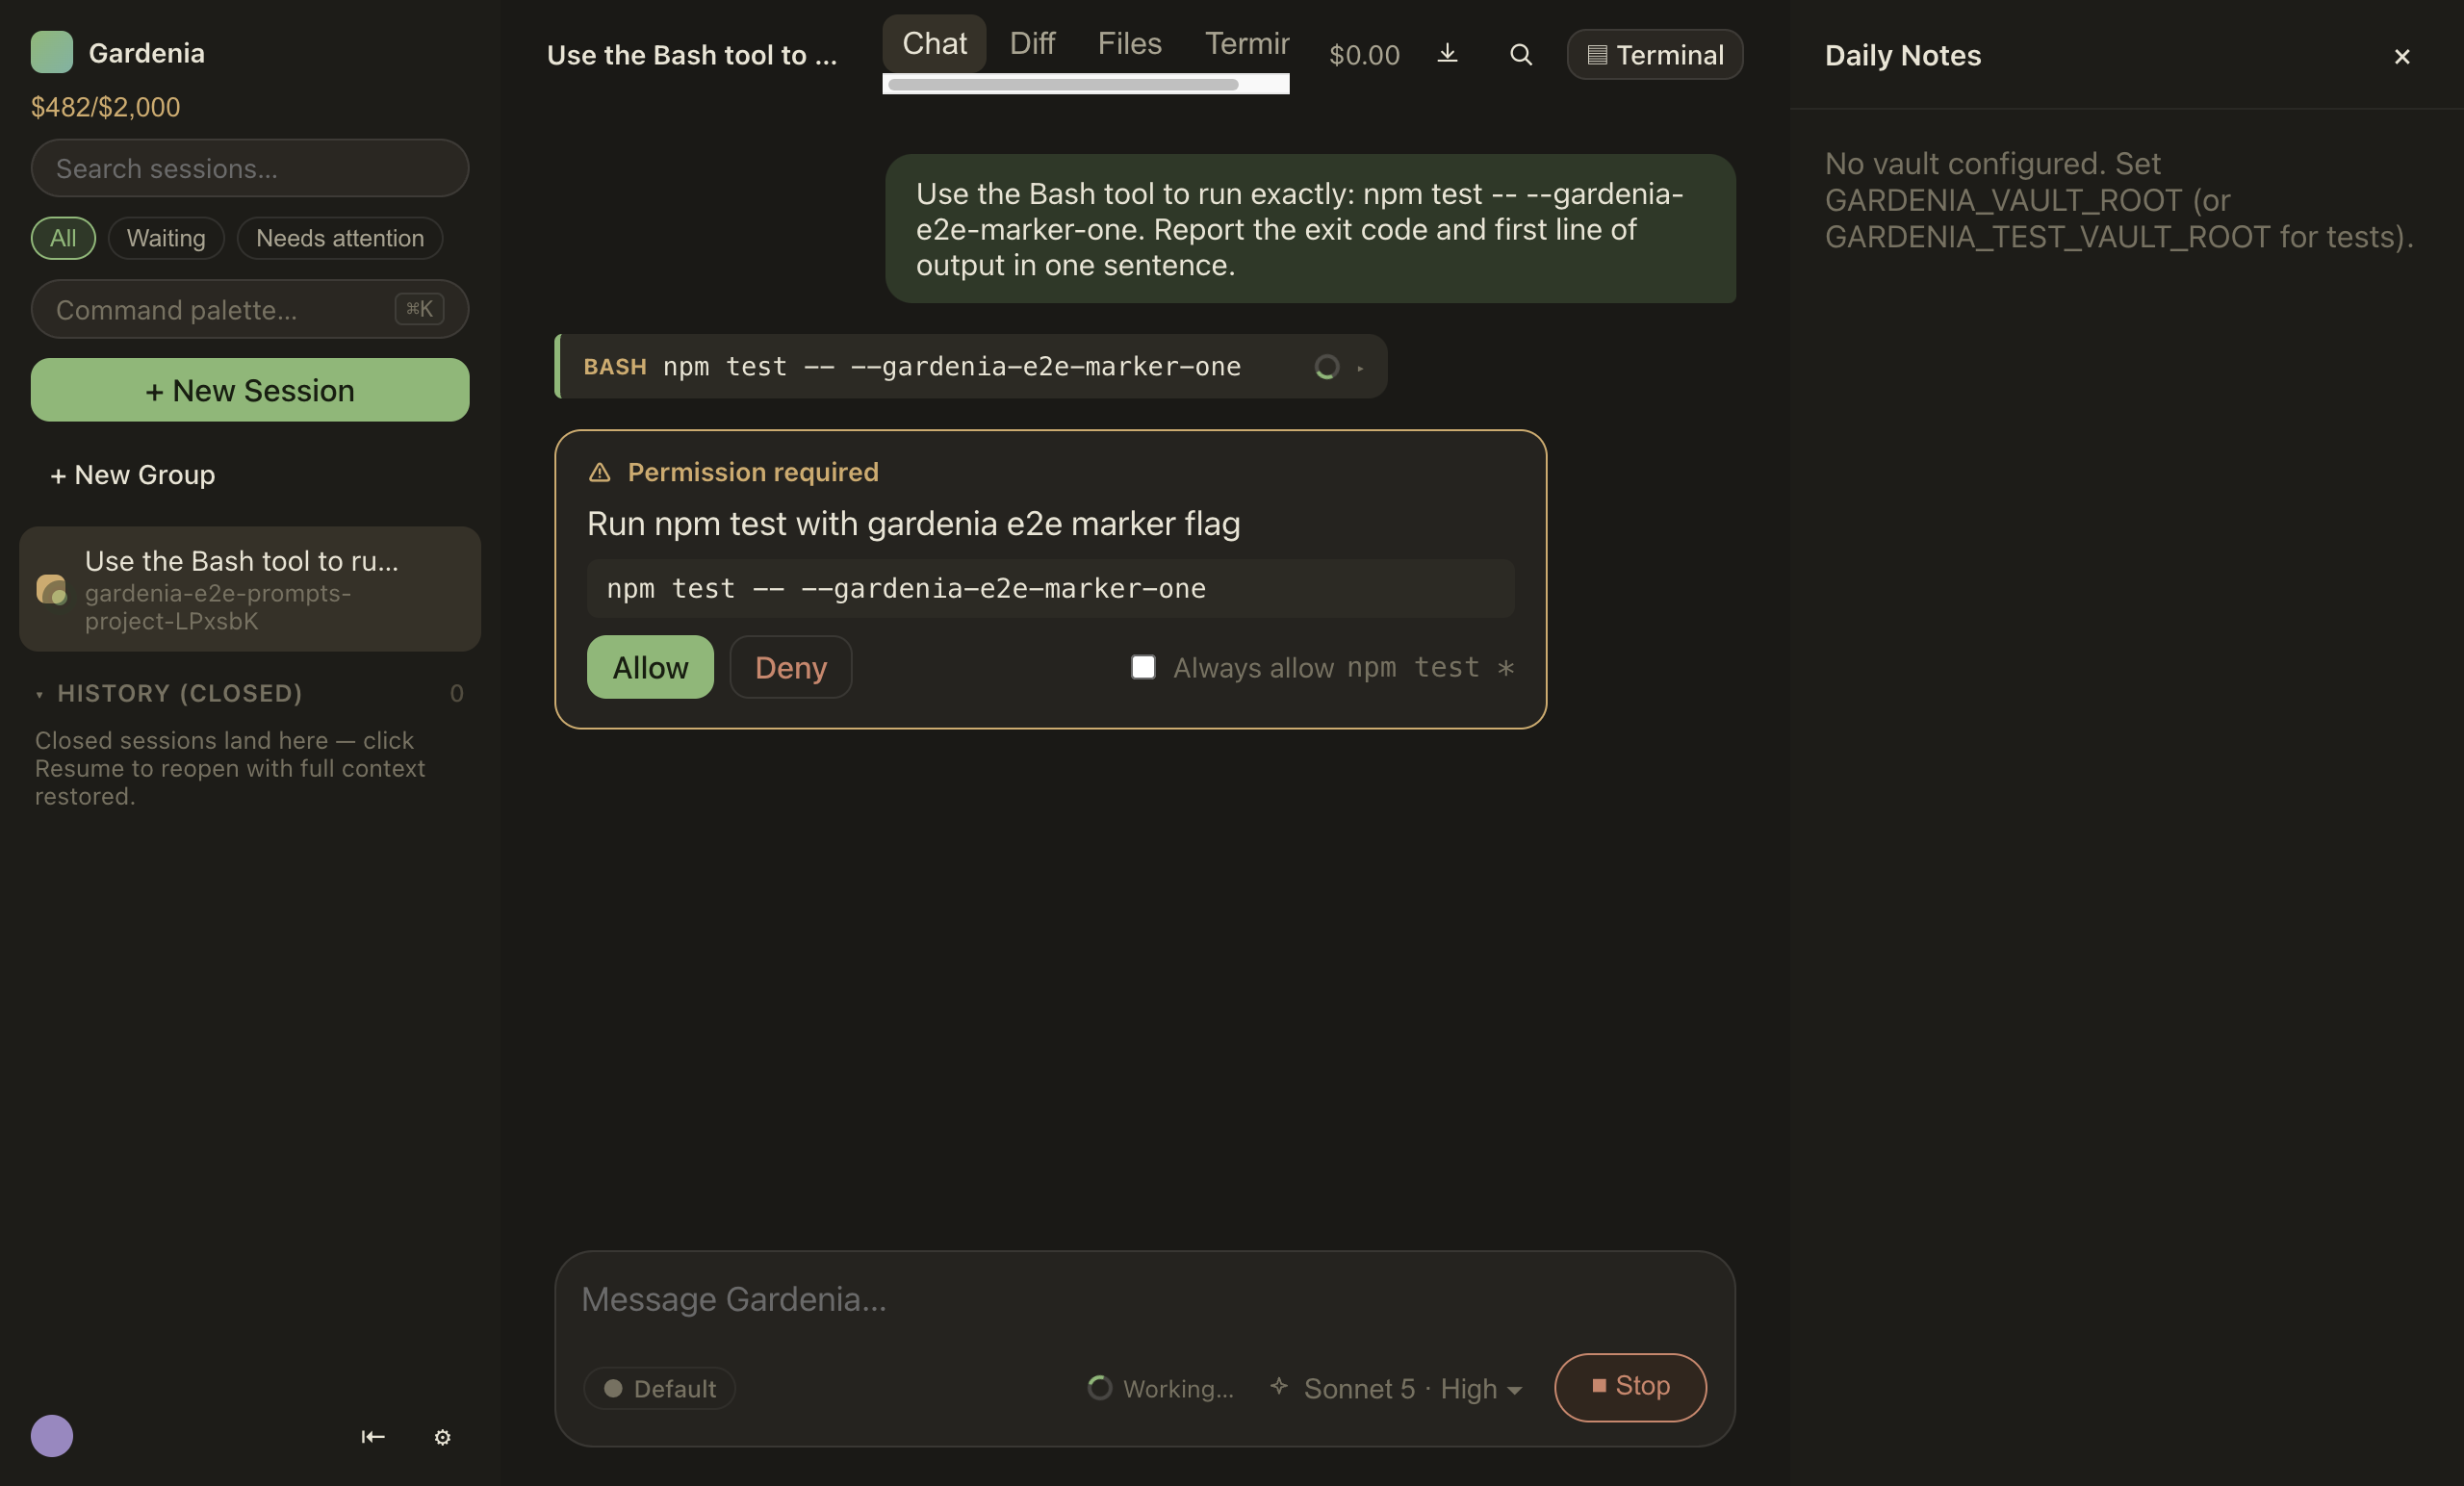 Gardenia
$482/$2,000
Search sessions...
All
Waiting
Needs attention
Command palette...
⌘K
+ New Session
+ New Group
Use the Bash tool to ru...
gardenia-e2e-prompts-
project-LPxsbK
HISTORY (CLOSED)
0
Closed sessions land here — click
Resume to reopen with full context
restored.
Use the Bash tool to ...
Chat
Diff
Files
Termir
$0.00
Terminal
Use the Bash tool to run exactly: npm test -- --gardenia-
e2e-marker-one. Report the exit code and first line of
output in one sentence.
BASH npm test -- --gardenia-e2e-marker-one
Permission required
Run npm test with gardenia e2e marker flag
npm test -- --gardenia-e2e-marker-one
Allow
Deny
Always allow npm test *
Message Gardenia...
Default
Working...
Sonnet 5 · High
Stop
Daily Notes
No vault configured. Set
GARDENIA_VAULT_ROOT (or
GARDENIA_TEST_VAULT_ROOT for tests).